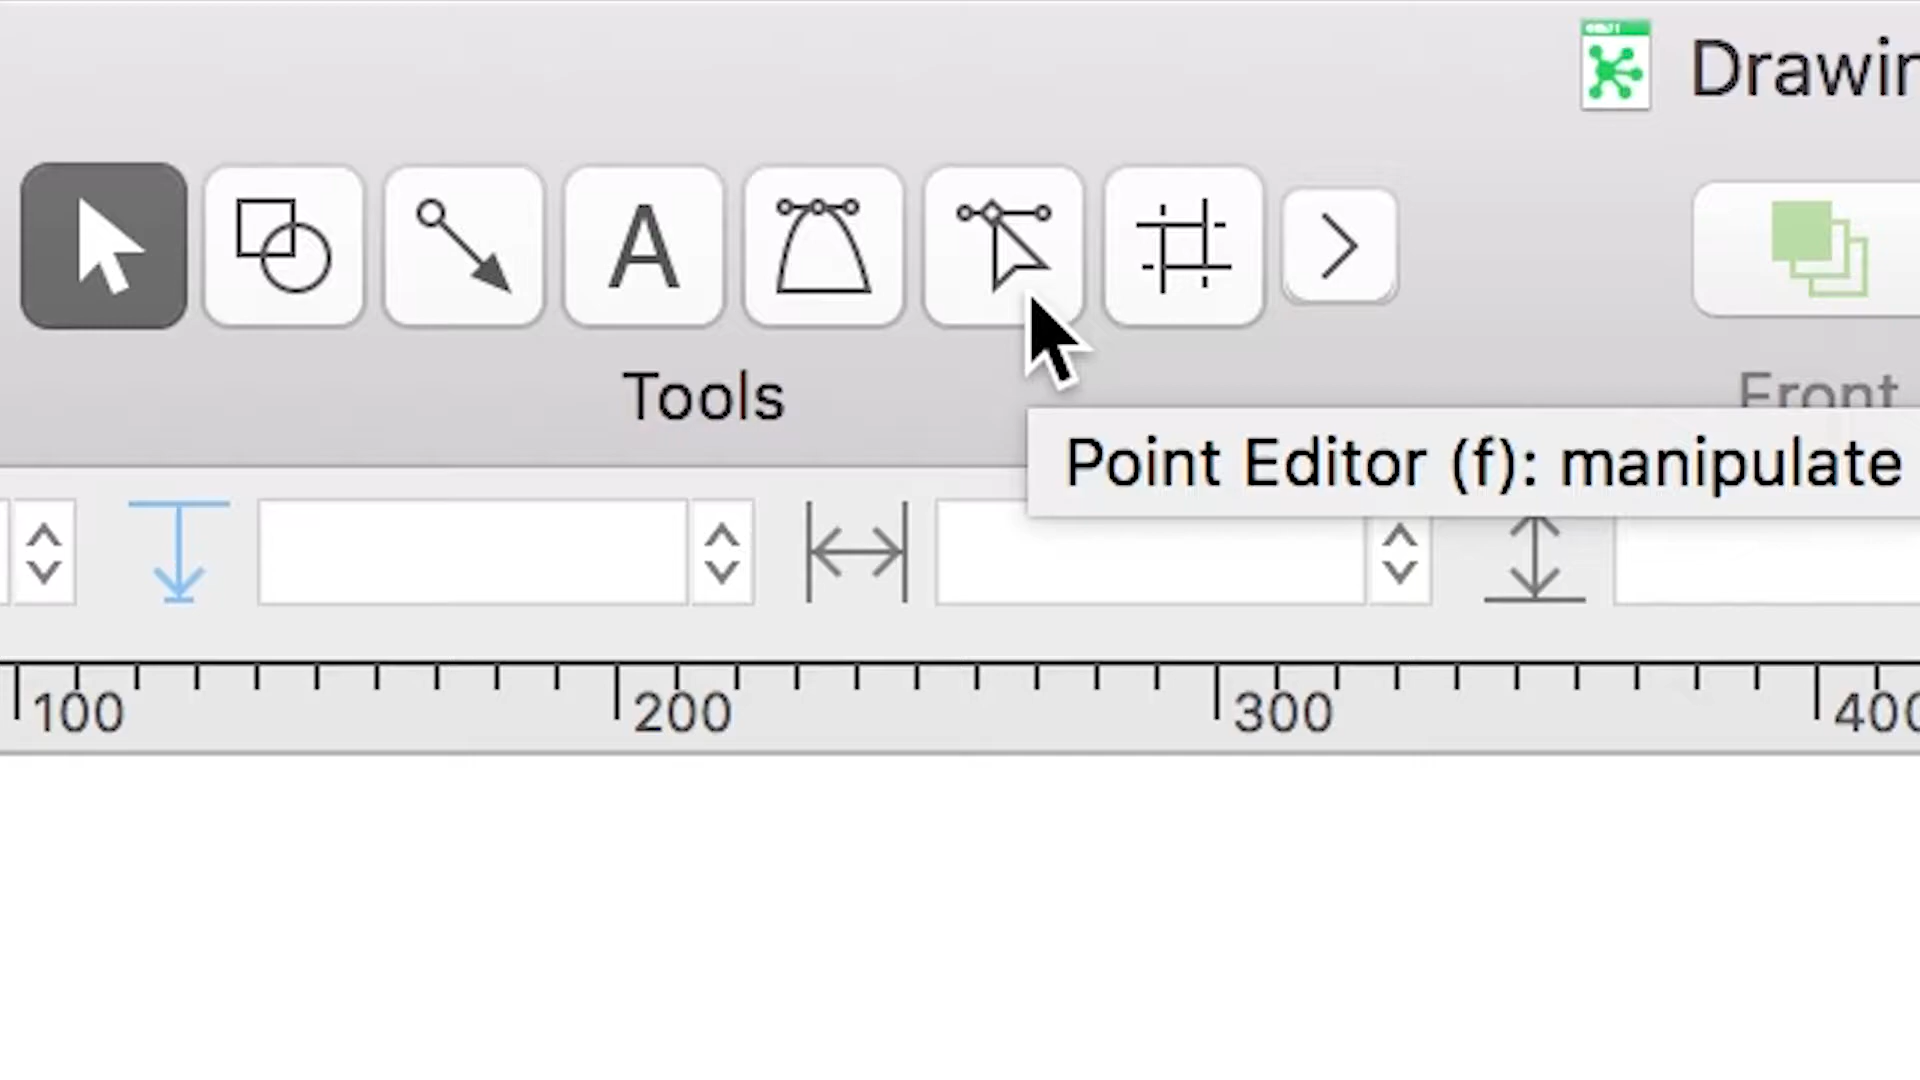 Drawin
A
Tools
Front
Point Editor (f): manipulate
100 200 300 400